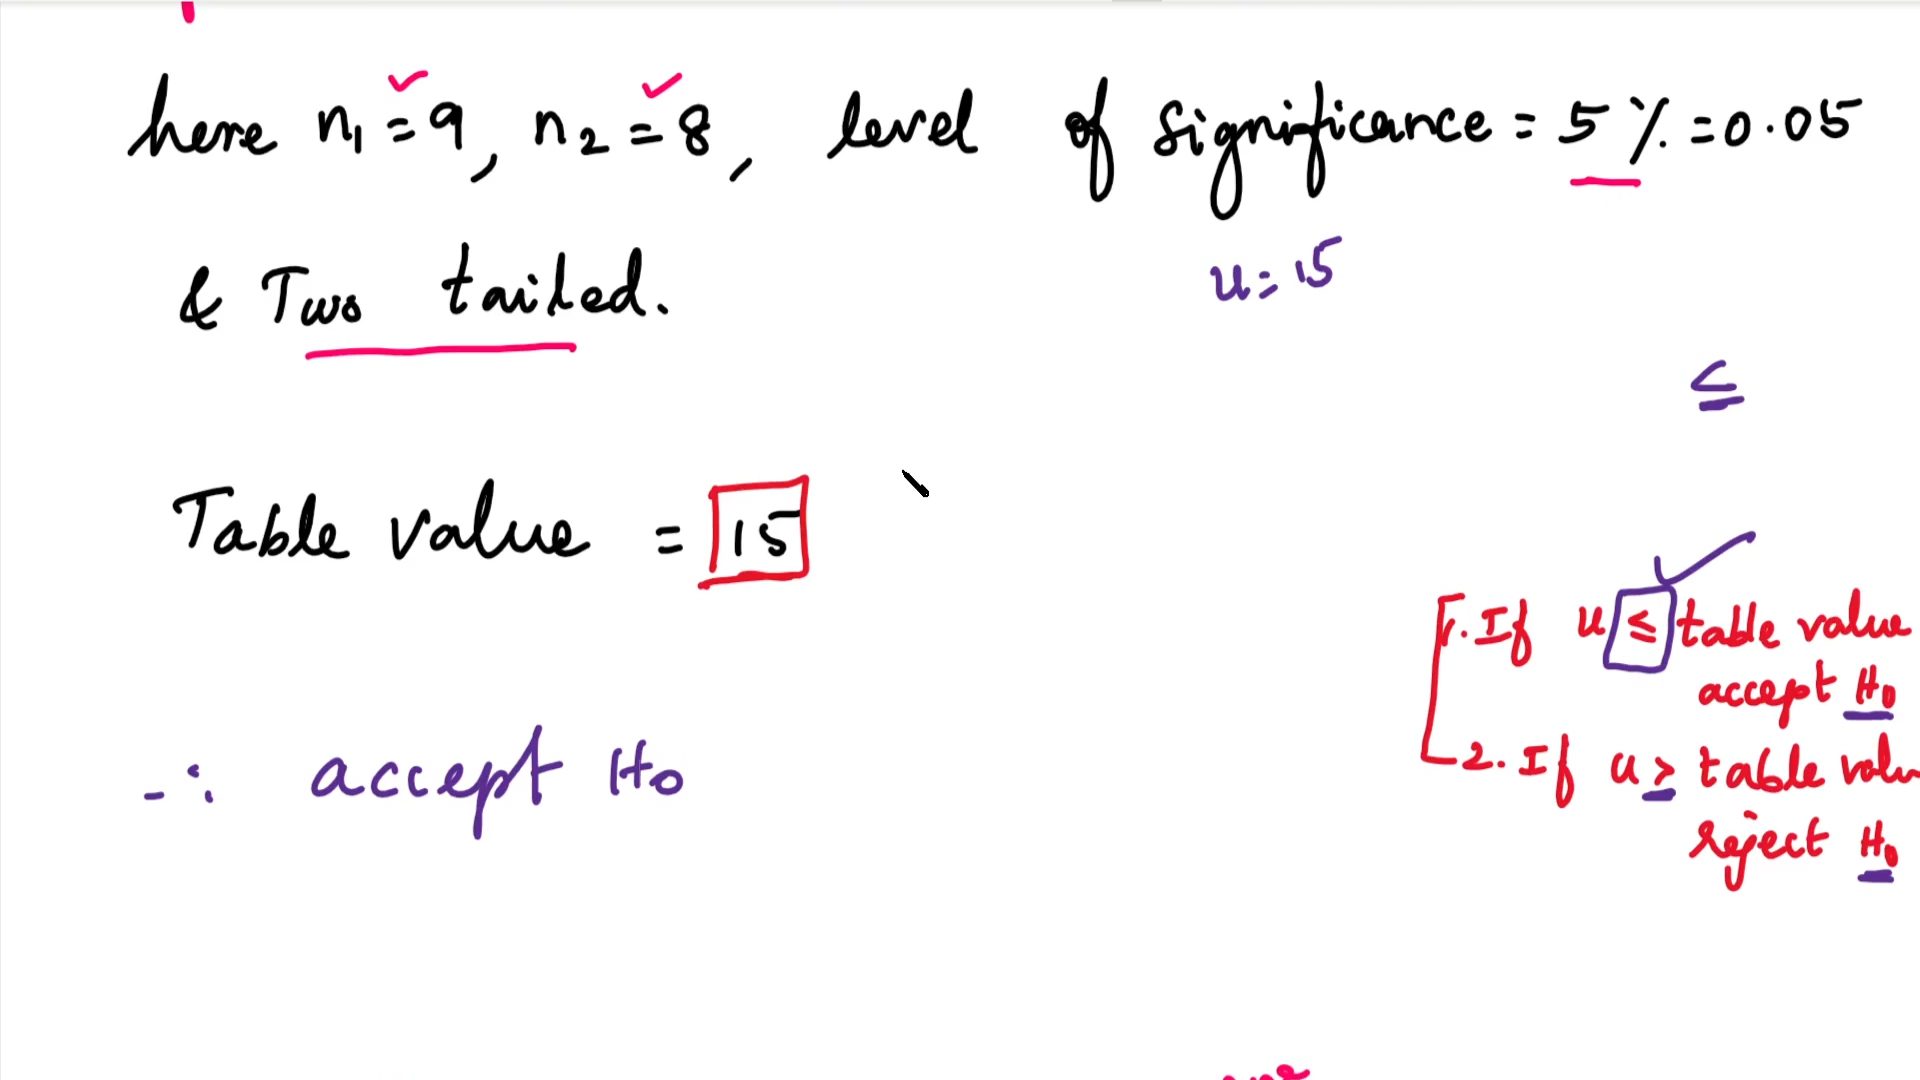 here n₁ = 9, n₂ = 8, level of significance = 5 % = 0.05
& Two tailed.
u = 15
≤
Table value = 15
1. If u ≤ table value
accept H₀
2. If u > table valu
reject H₀
∴ accept H₀